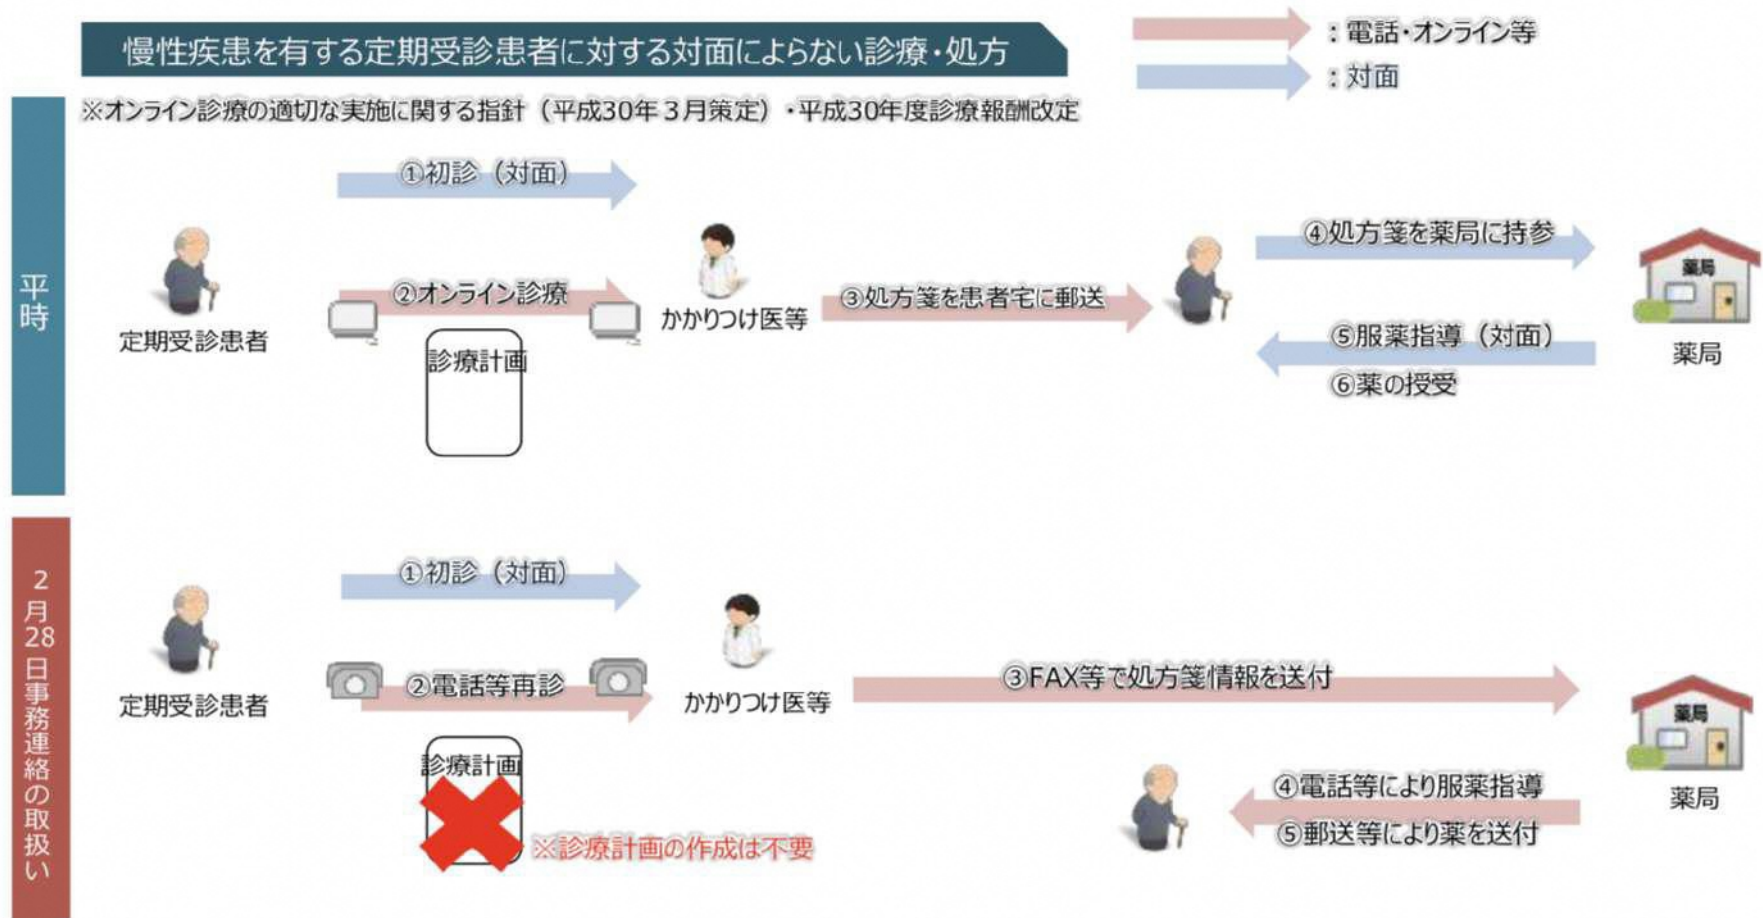 慢性疾患を有する定期受診患者に対する対面によらない診療・処方
：電話・オンライン等
：対面
※オンライン診療の適切な実施に関する指針（平成30年３月策定）・平成30年度診療報酬改定
平時
①初診（対面）
定期受診患者
②オンライン診療
診療計画
かかりつけ医等
③処方箋を患者宅に郵送
④処方箋を薬局に持参
⑤服薬指導（対面）
⑥薬の授受
薬局
薬局
２月28日事務連絡の取扱い
①初診（対面）
定期受診患者
②電話等再診
診療計画
※診療計画の作成は不要
かかりつけ医等
③FAX等で処方箋情報を送付
④電話等により服薬指導
⑤郵送等により薬を送付
薬局
薬局